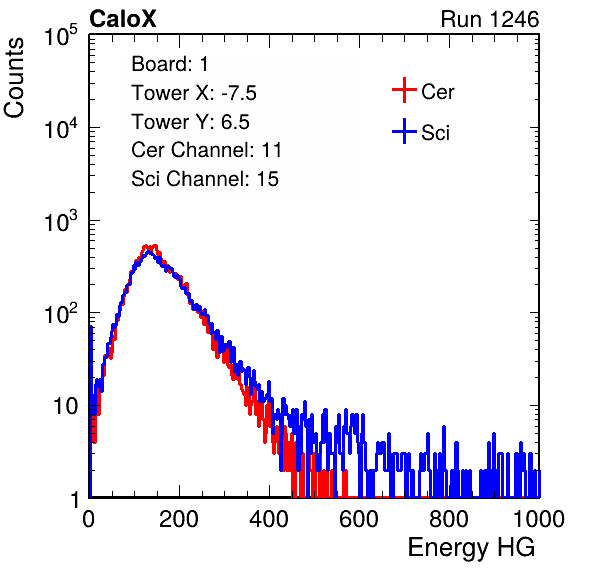 CaloX Run 1246
Counts
Board: 1
Tower X: -7.5
Tower Y: 6.5
Cer Channel: 11
Sci Channel: 15
Cer
Sci
10^5
10^4
10^3
10^2
10
1
0 200 400 600 800 1000
Energy HG